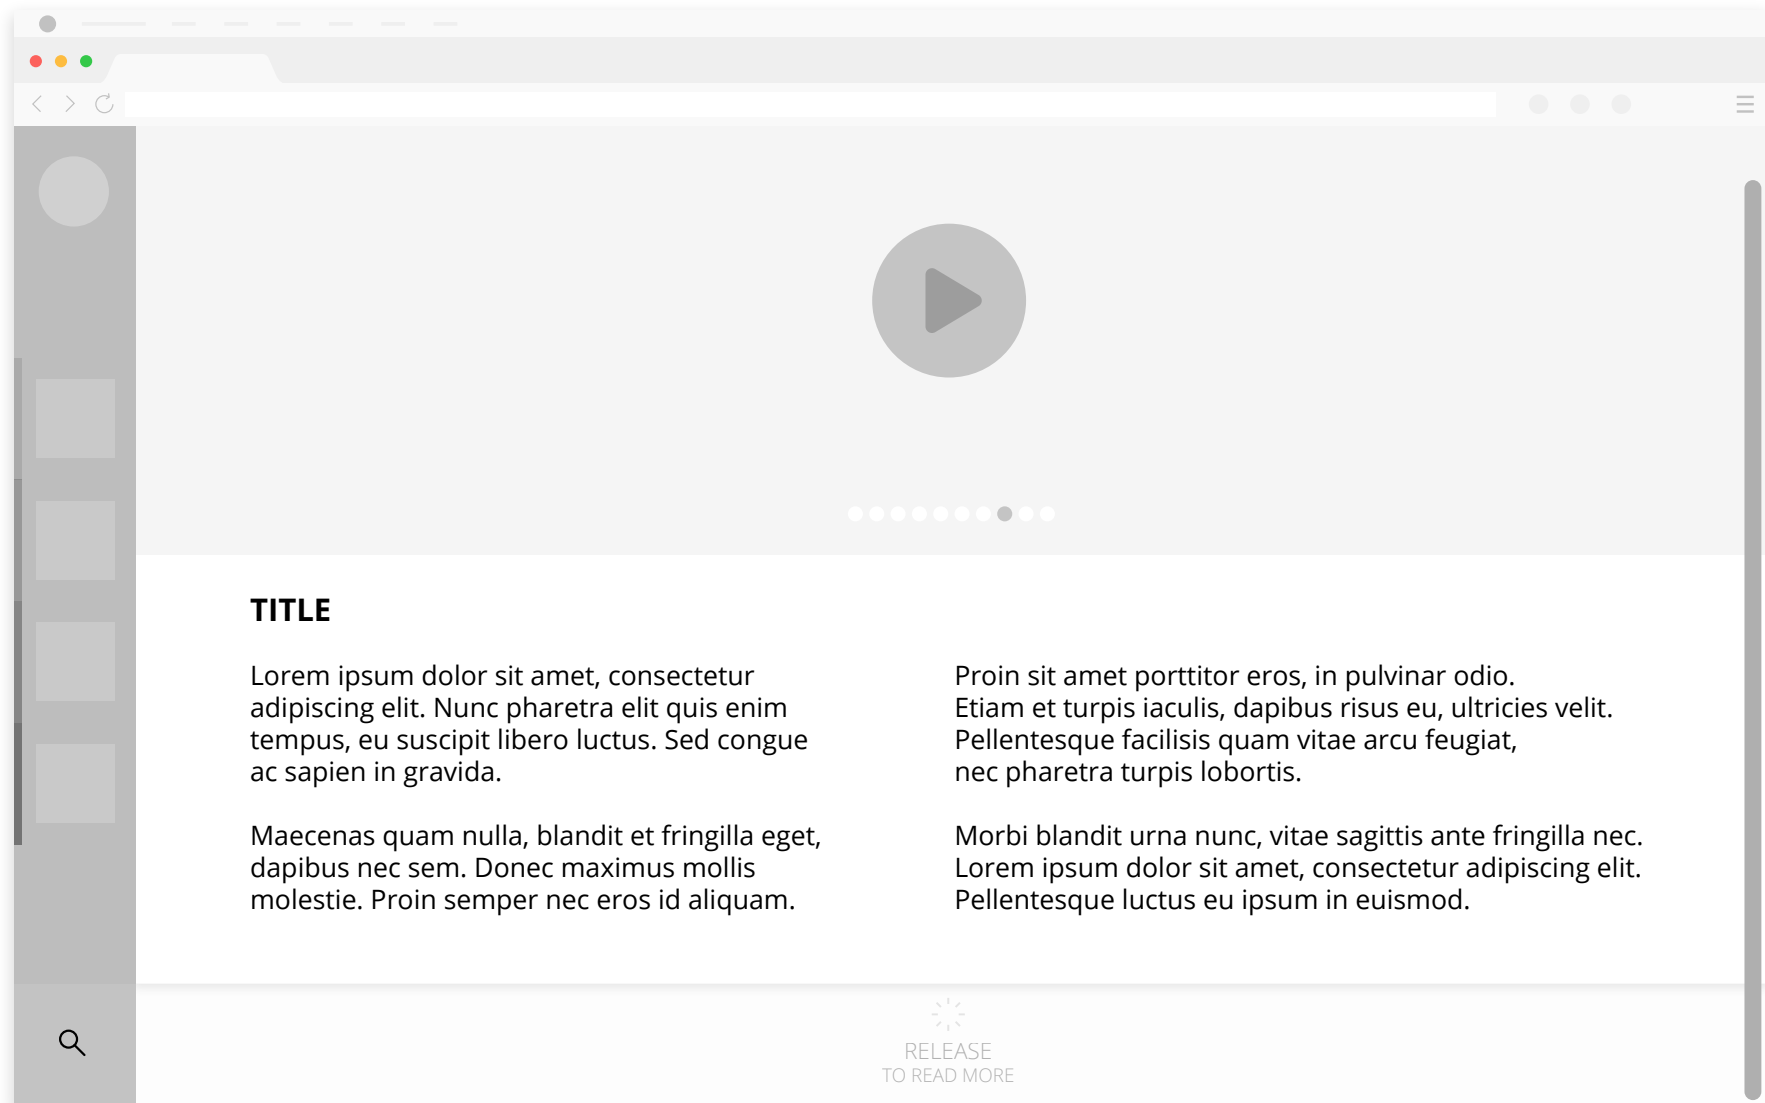 TITLE
Lorem ipsum dolor sit amet, consectetur
adipiscing elit. Nunc pharetra elit quis enim
tempus, eu suscipit libero luctus. Sed congue
ac sapien in gravida.
Maecenas quam nulla, blandit et fringilla eget,
dapibus nec sem. Donec maximus mollis
molestie. Proin semper nec eros id aliquam.
Proin sit amet porttitor eros, in pulvinar odio.
Etiam et turpis iaculis, dapibus risus eu, ultricies velit.
Pellentesque facilisis quam vitae arcu feugiat,
nec pharetra turpis lobortis.
Morbi blandit urna nunc, vitae sagittis ante fringilla nec.
Lorem ipsum dolor sit amet, consectetur adipiscing elit.
Pellentesque luctus eu ipsum in euismod.
RELEASE
TO READ MORE